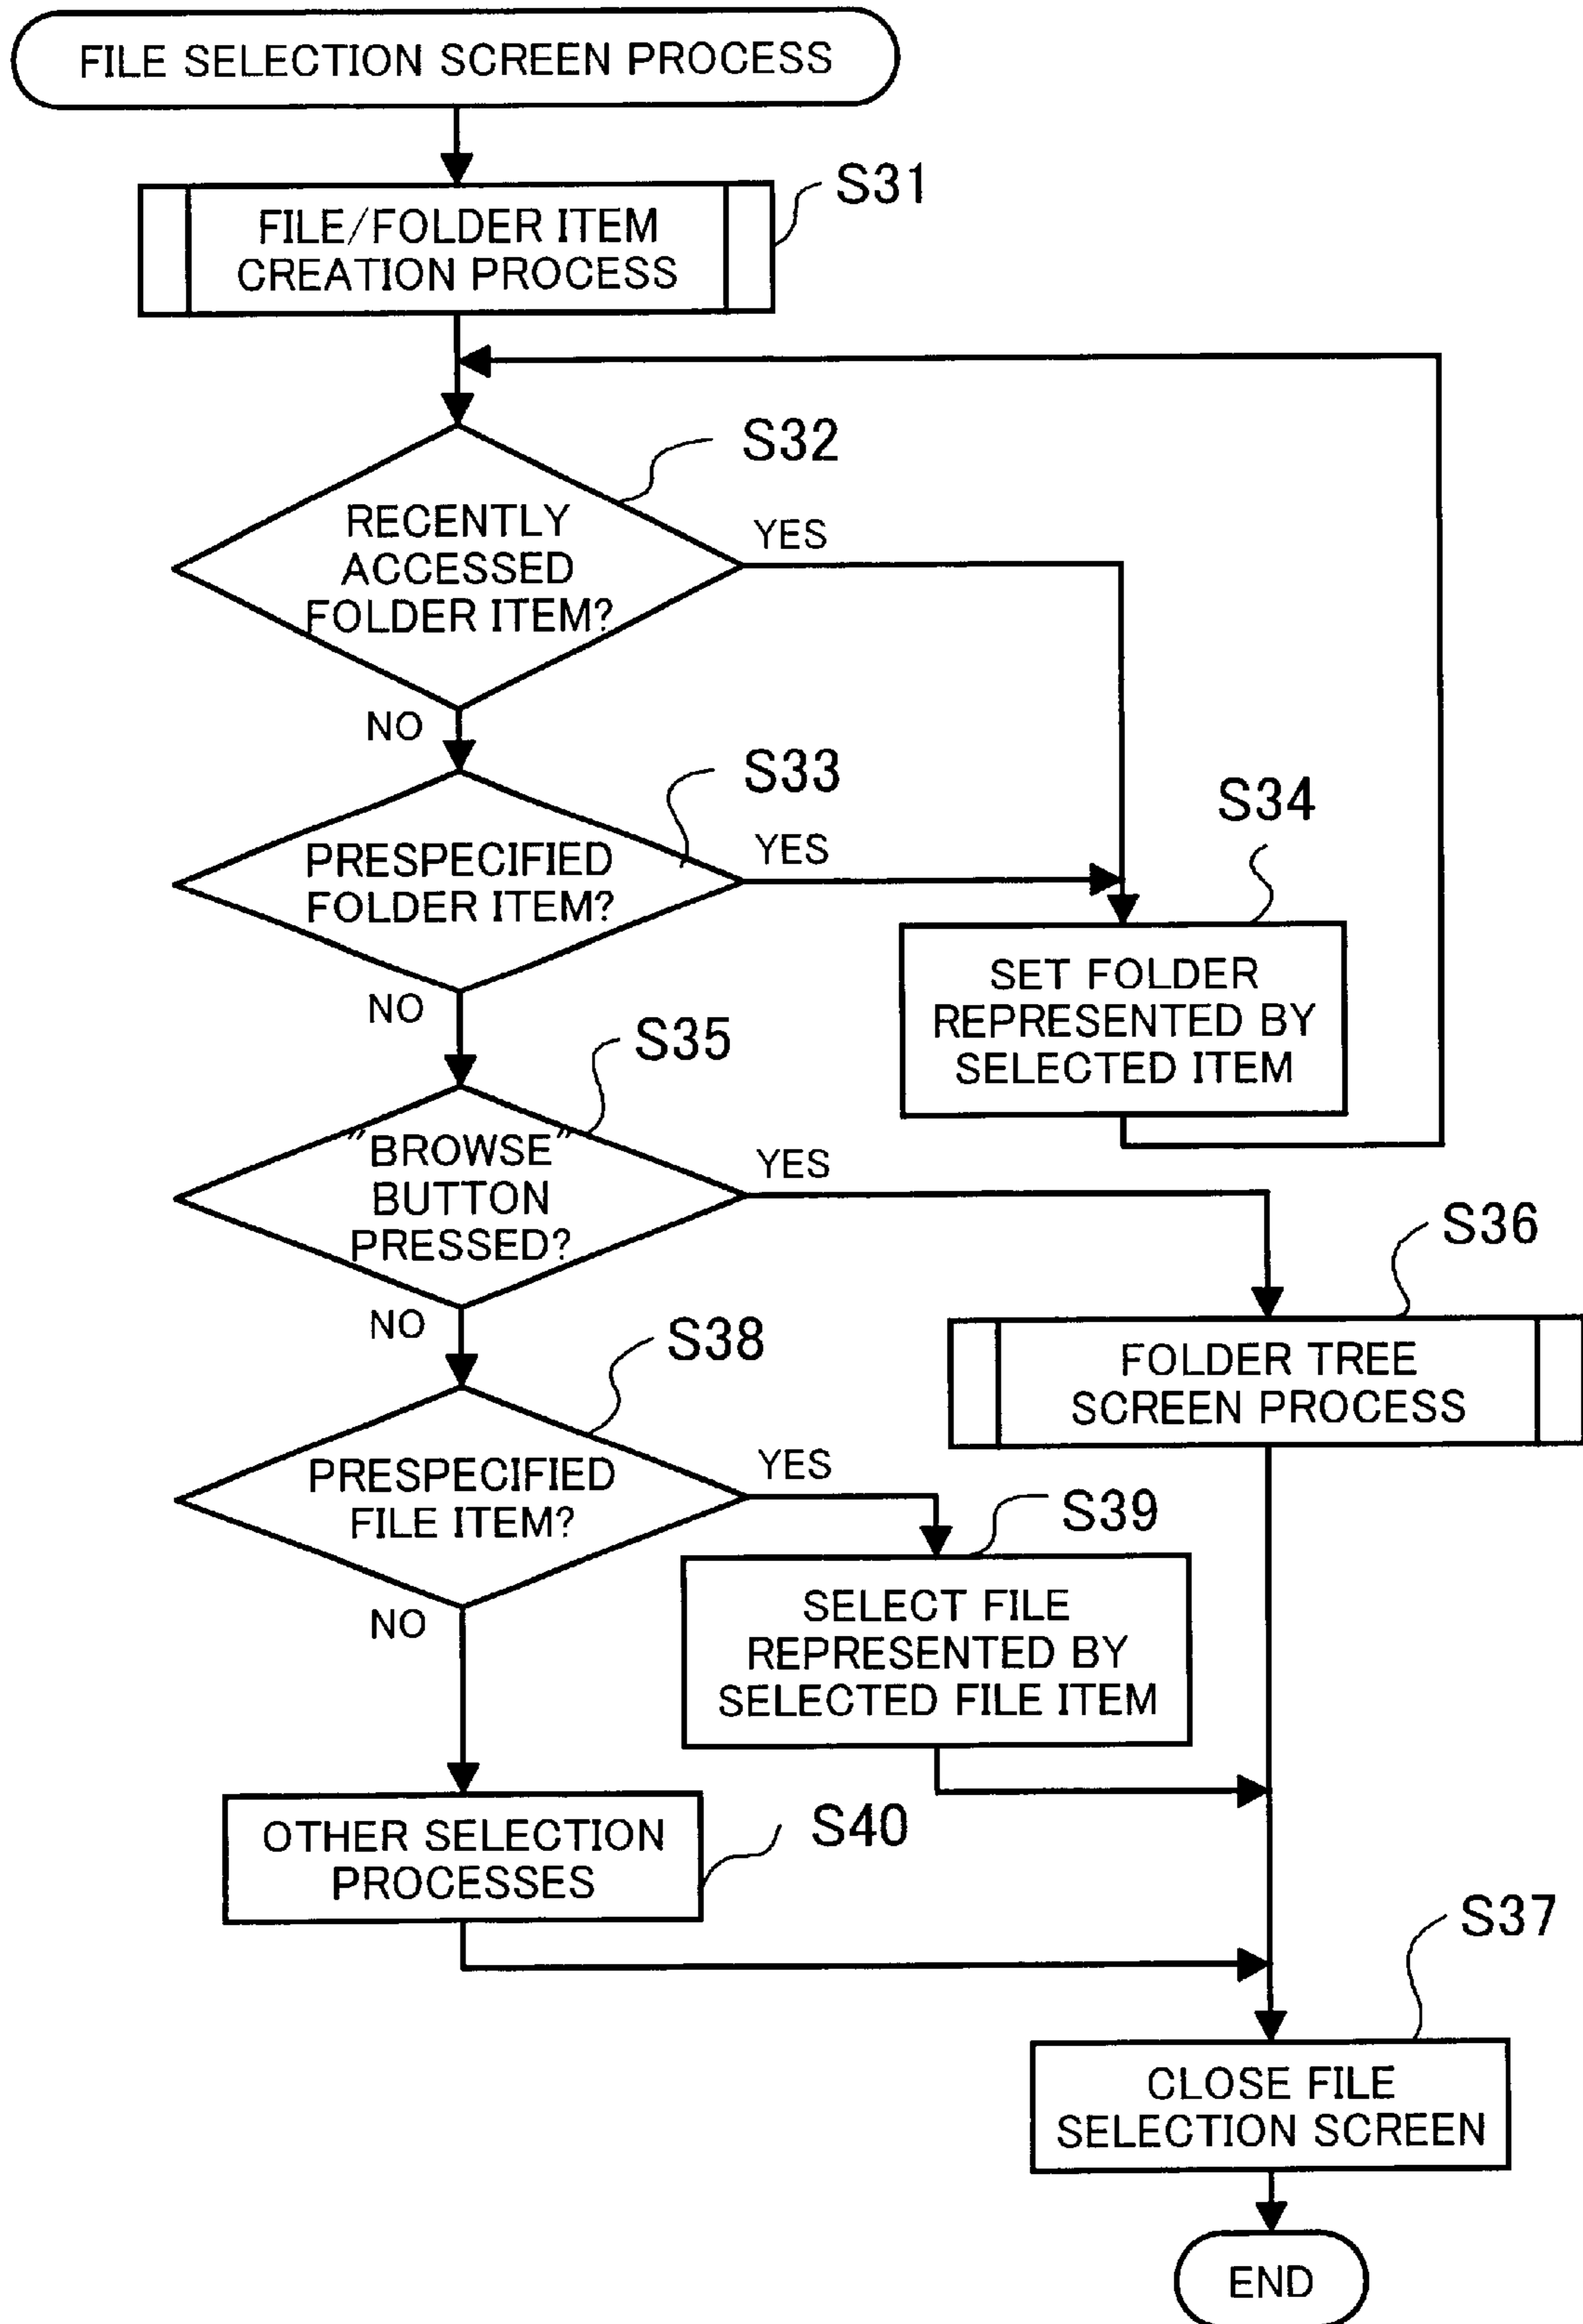 FILE SELECTION SCREEN PROCESS
S31
FILE/FOLDER ITEM
CREATION PROCESS
S32
RECENTLY
ACCESSED
FOLDER ITEM?
YES
NO
S33
PRESPECIFIED
FOLDER ITEM?
YES
NO
S34
SET FOLDER
REPRESENTED BY
SELECTED ITEM
S35
"BROWSE"
BUTTON
PRESSED?
YES
NO
S36
FOLDER TREE
SCREEN PROCESS
S38
PRESPECIFIED
FILE ITEM?
YES
NO
S39
SELECT FILE
REPRESENTED BY
SELECTED FILE ITEM
S40
OTHER SELECTION
PROCESSES
S37
CLOSE FILE
SELECTION SCREEN
END